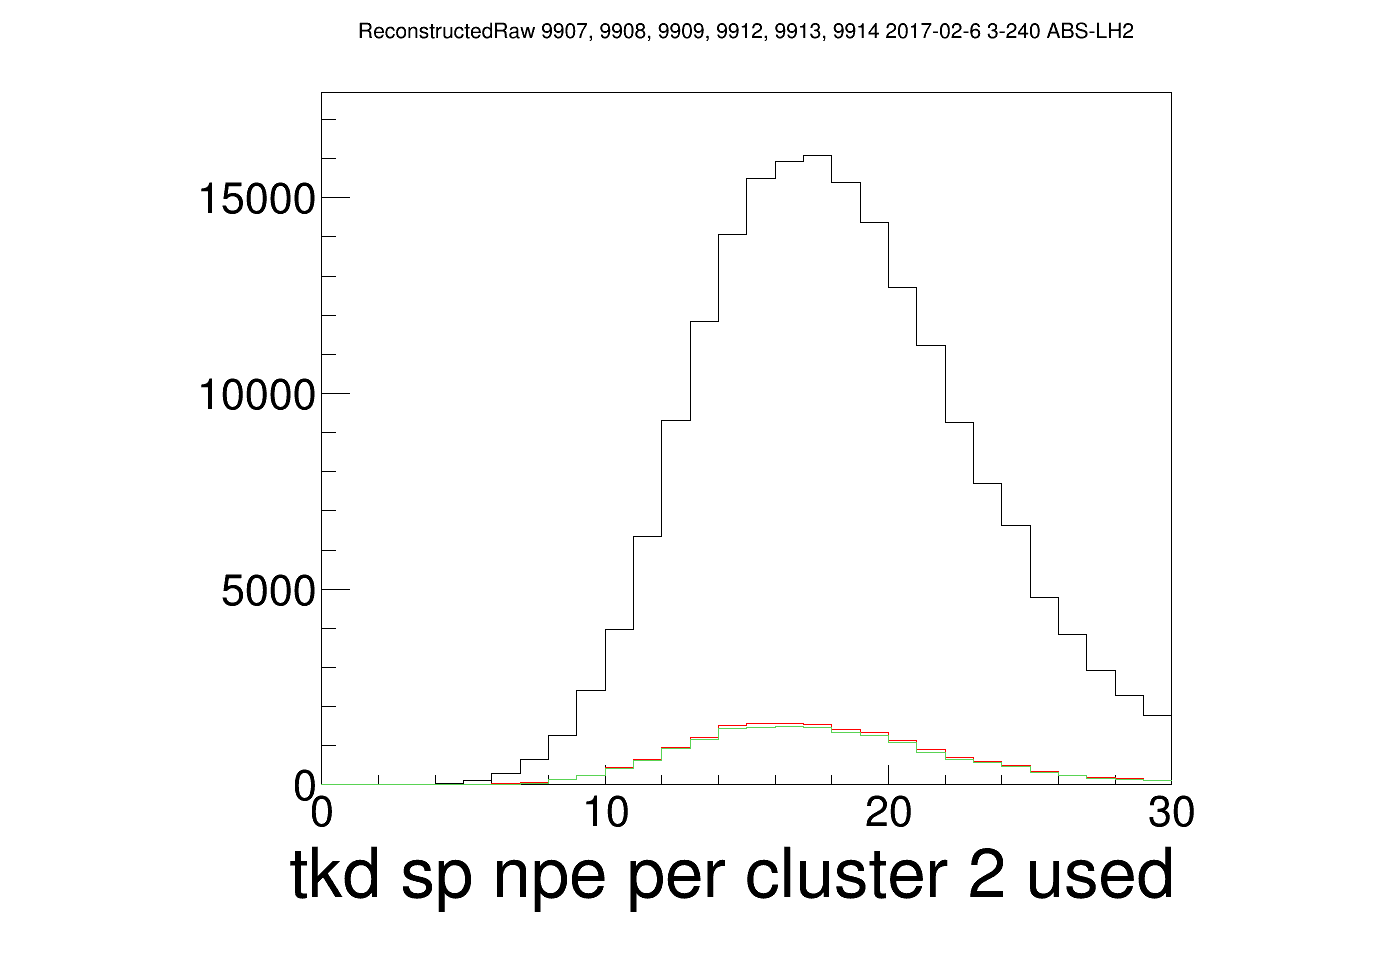 ReconstructedRaw 9907, 9908, 9909, 9912, 9913, 9914 2017-02-6 3-240 ABS-LH2
15000
10000
5000
0
0 10 20 30
tkd sp npe per cluster 2 used